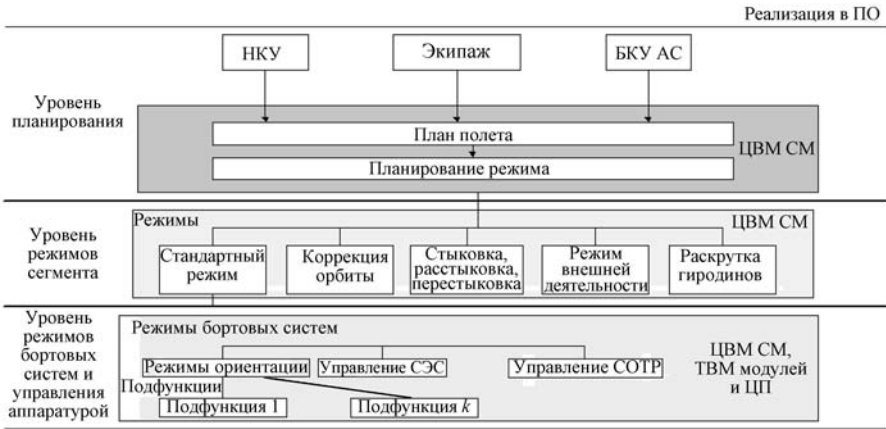 Реализация в ПО
НКУ
Экипаж
БКУ АС
Уровень
планирования
План полета
ЦВМ СМ
Планирование режима
Режимы
ЦВМ СМ
Уровень
режимов
сегмента
Стандартный
режим
Коррекция
орбиты
Стыковка,
расстыковка,
перестыковка
Режим
внешней
деятельности
Раскрутка
гиродинов
Уровень
режимов
бортовых
систем и
управления
аппаратурой
Режимы бортовых систем
Режимы ориентации
Управление СЭС
Управление СОТР
ЦВМ СМ,
ТВМ модулей
и ЦП
Подфункции
Подфункция 1
Подфункция k